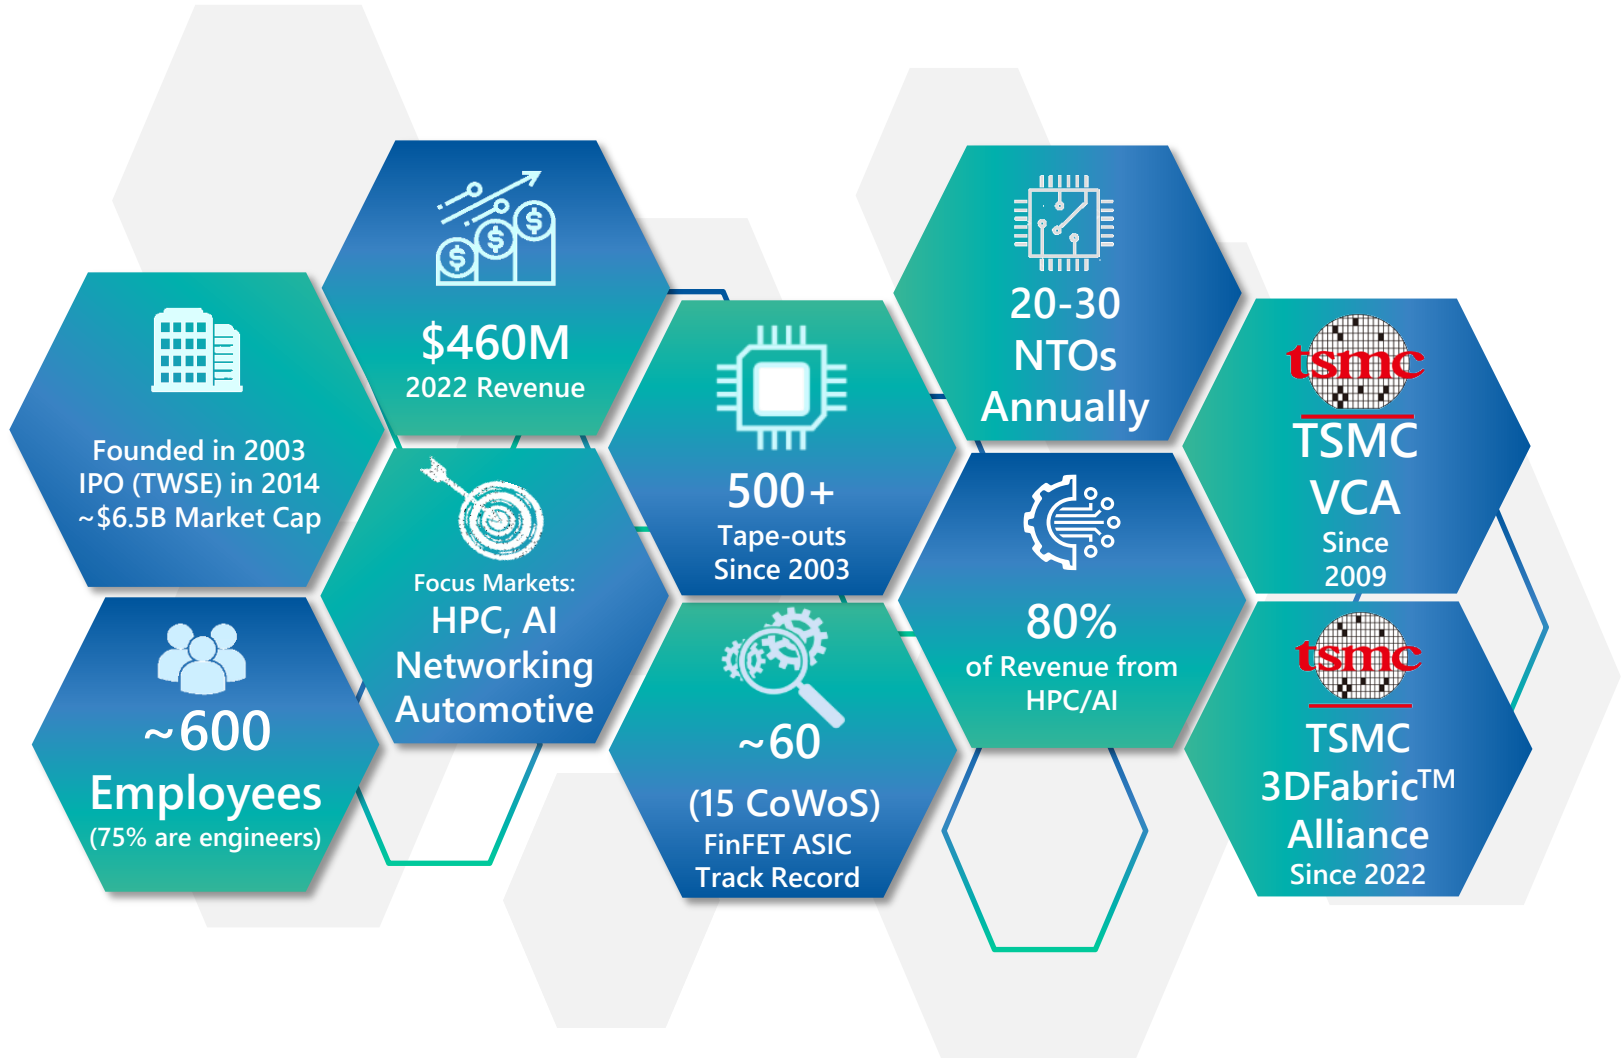 Founded in 2003
IPO (TWSE) in 2014
~$6.5B Market Cap
~600
Employees
(75% are engineers)
$460M
2022 Revenue
Focus Markets:
HPC, AI
Networking
Automotive
500+
Tape-outs
Since 2003
~60
(15 CoWoS)
FinFET ASIC
Track Record
20-30
NTOs
Annually
80%
of Revenue from
HPC/AI
tsmc
TSMC
VCA
Since
2009
tsmc
TSMC
3DFabric™
Alliance
Since 2022